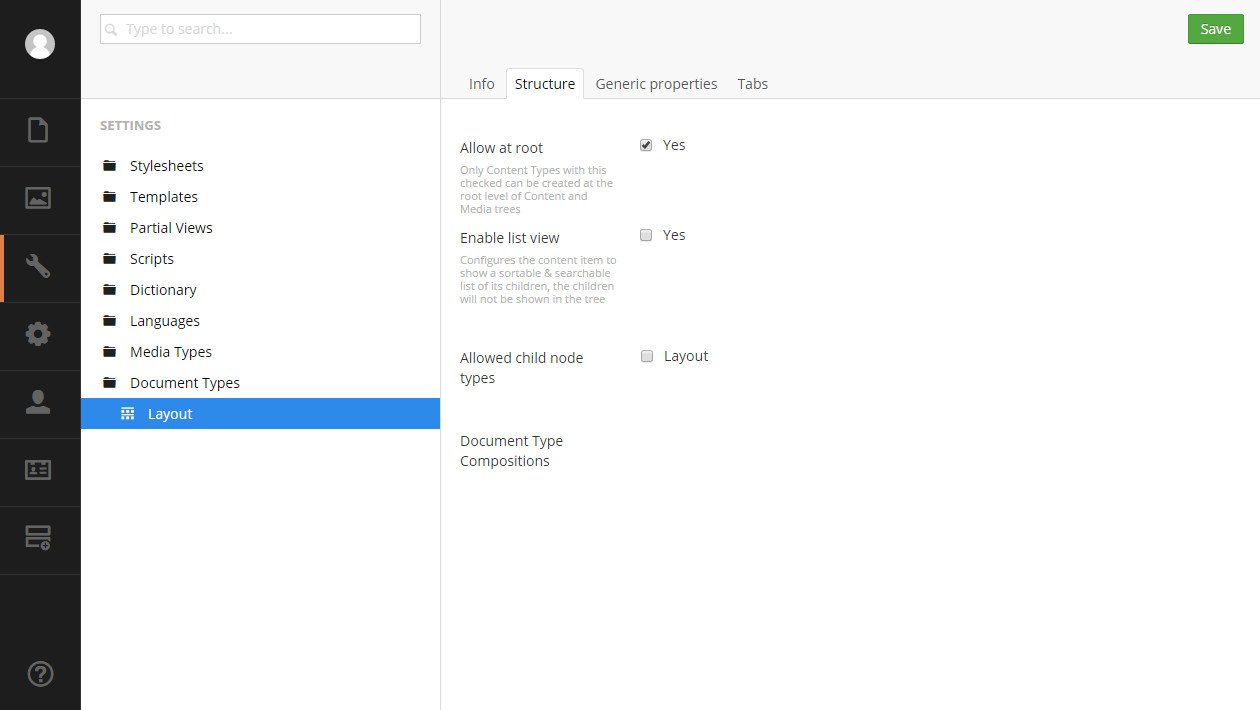 Type to search...
Save
Info
Structure
Generic properties
Tabs
SETTINGS
Stylesheets
Templates
Partial Views
Scripts
Dictionary
Languages
Media Types
Document Types
Layout
Allow at root
Yes
Only Content Types with this
checked can be created at the
root level of Content and
Media trees
Enable list view
Yes
Configures the content item to
show a sortable & searchable
list of its children, the children
will not be shown in the tree
Allowed child node
types
Layout
Document Type
Compositions